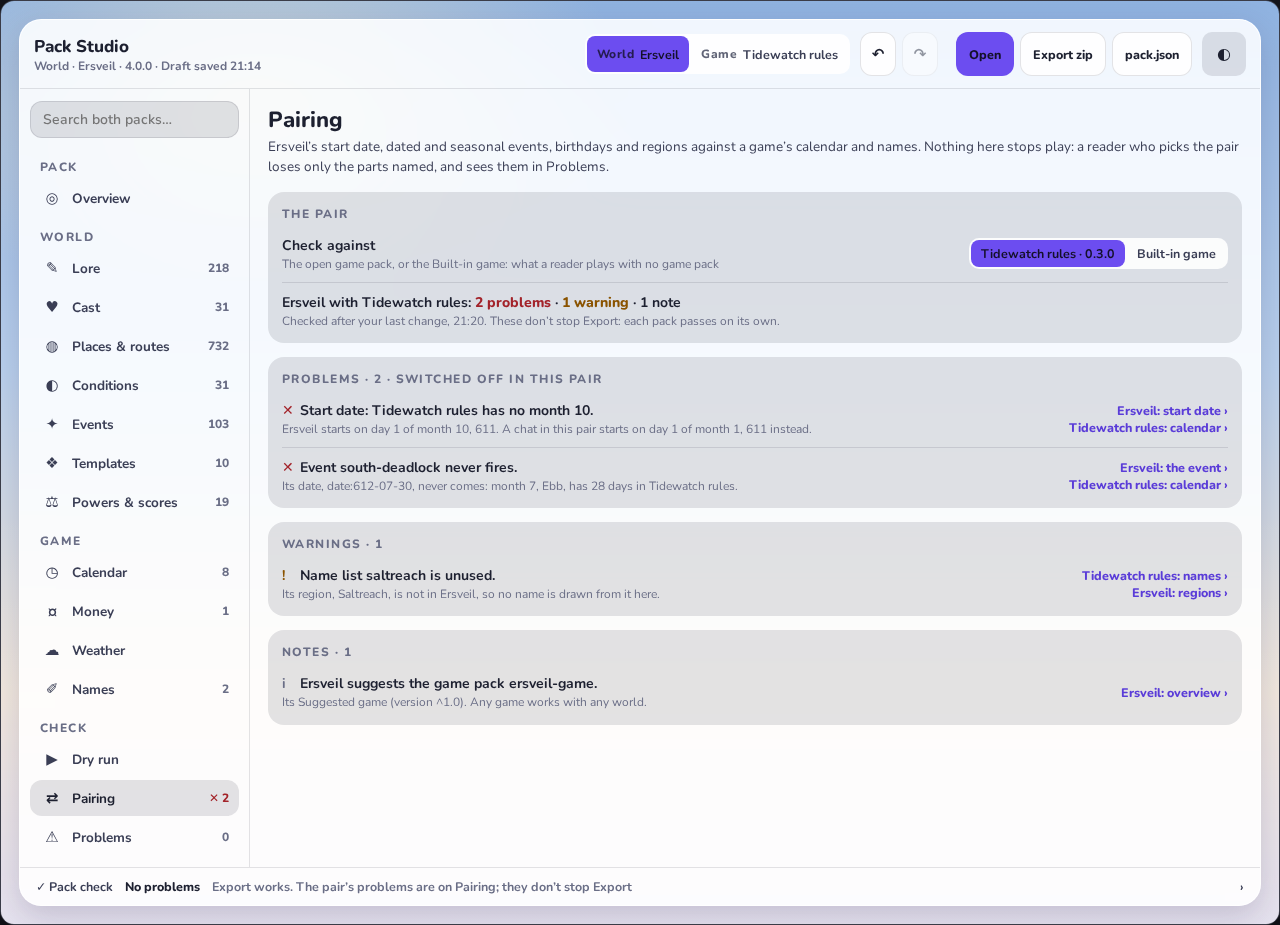 Pack Studio
World · Ersveil · 4.0.0 · Draft saved 21:14
World Ersveil
Game Tidewatch rules
↶
↷
Open
Export zip
pack.json
◐
Search both packs…
PACK
◎ Overview
WORLD
✎ Lore 218
♥ Cast 31
◍ Places & routes 732
◐ Conditions 31
✦ Events 103
❖ Templates 10
⚖ Powers & scores 19
GAME
◷ Calendar 8
¤ Money 1
☁ Weather
✐ Names 2
CHECK
▶ Dry run
⇄ Pairing ✕ 2
⚠ Problems 0
Pairing
Ersveil’s start date, dated and seasonal events, birthdays and regions against a game’s calendar and names. Nothing here stops play: a reader who picks the pair
loses only the parts named, and sees them in Problems.
THE PAIR
Check against
The open game pack, or the Built-in game: what a reader plays with no game pack
Tidewatch rules · 0.3.0
Built-in game
Ersveil with Tidewatch rules: 2 problems · 1 warning · 1 note
Checked after your last change, 21:20. These don’t stop Export: each pack passes on its own.
PROBLEMS · 2 · SWITCHED OFF IN THIS PAIR
✕ Start date: Tidewatch rules has no month 10.
Ersveil starts on day 1 of month 10, 611. A chat in this pair starts on day 1 of month 1, 611 instead.
Ersveil: start date ›
Tidewatch rules: calendar ›
✕ Event south-deadlock never fires.
Its date, date:612-07-30, never comes: month 7, Ebb, has 28 days in Tidewatch rules.
Ersveil: the event ›
Tidewatch rules: calendar ›
WARNINGS · 1
! Name list saltreach is unused.
Its region, Saltreach, is not in Ersveil, so no name is drawn from it here.
Tidewatch rules: names ›
Ersveil: regions ›
NOTES · 1
i Ersveil suggests the game pack ersveil-game.
Its Suggested game (version ^1.0). Any game works with any world.
Ersveil: overview ›
✓ Pack check No problems Export works. The pair’s problems are on Pairing; they don’t stop Export ›